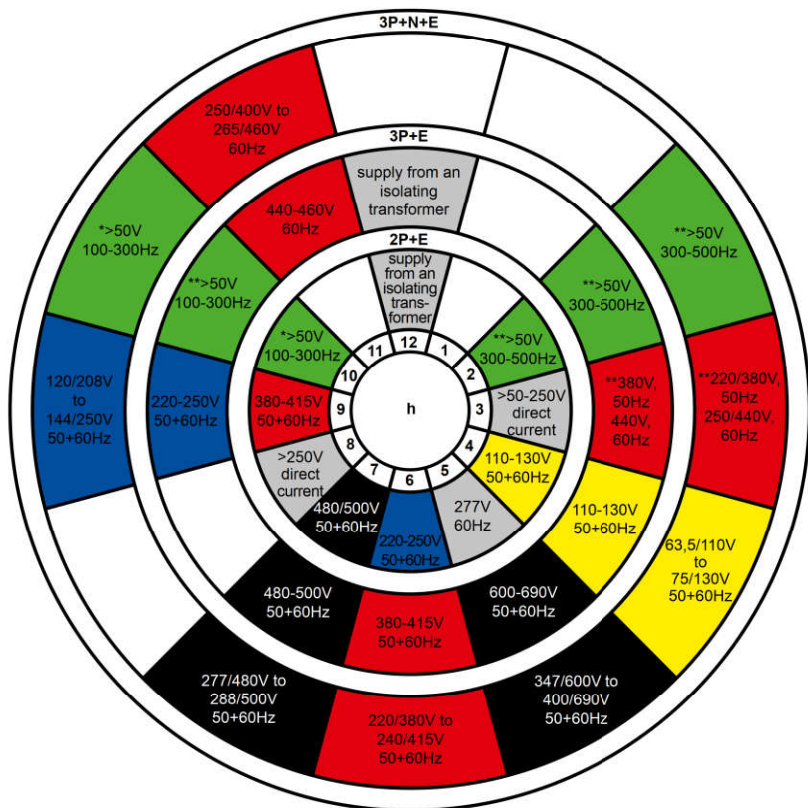 3P+N+E
250/400V to
265/460V
60Hz
**>50V
300-500Hz
**220/380V,
50Hz
250/440V,
60Hz
63,5/110V
to
75/130V
50+60Hz
347/600V to
400/690V
50+60Hz
220/380V to
240/415V
50+60Hz
277/480V to
288/500V
50+60Hz
120/208V
to
144/250V
50+60Hz
*>50V
100-300Hz
3P+E
supply from an
isolating
transformer
**>50V
300-500Hz
**380V,
50Hz
440V,
60Hz
110-130V
50+60Hz
600-690V
50+60Hz
380-415V
50+60Hz
480-500V
50+60Hz
220-250V
50+60Hz
**>50V
100-300Hz
440-460V
60Hz
2P+E
supply
from an
isolating
trans-
former
**>50V
300-500Hz
>50-250V
direct
current
110-130V
50+60Hz
277V
60Hz
220-250V
50+60Hz
480/500V
50+60Hz
>250V
direct
current
380-415V
50+60Hz
*>50V
100-300Hz
12
1
2
3
4
5
6
7
8
9
10
11
h